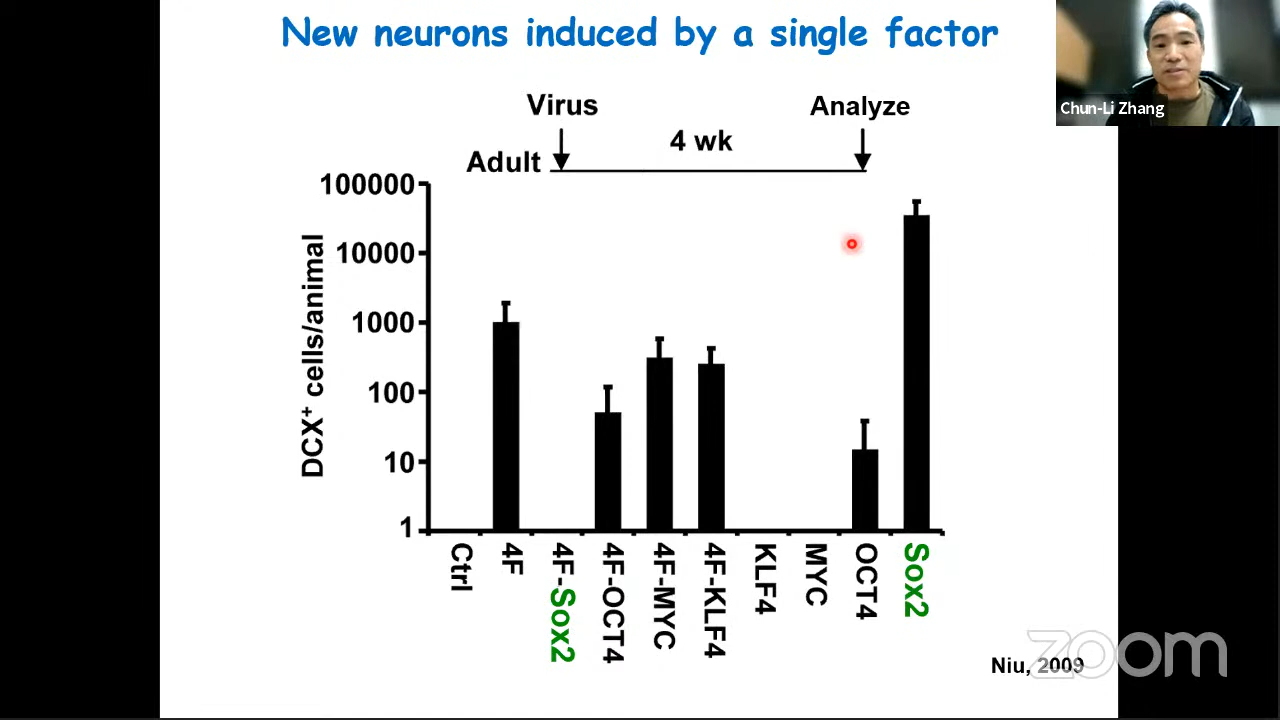 New neurons induced by a single factor
Chun-Li Zhang
Virus
Analyze
4 wk
Adult
100000
10000
1000
100
10
1
DCX+ cells/animal
Ctrl
4F
4F-Sox2
4F-OCT4
4F-MYC
4F-KLF4
KLF4
MYC
OCT4
Sox2
Niu, 2009
zoom